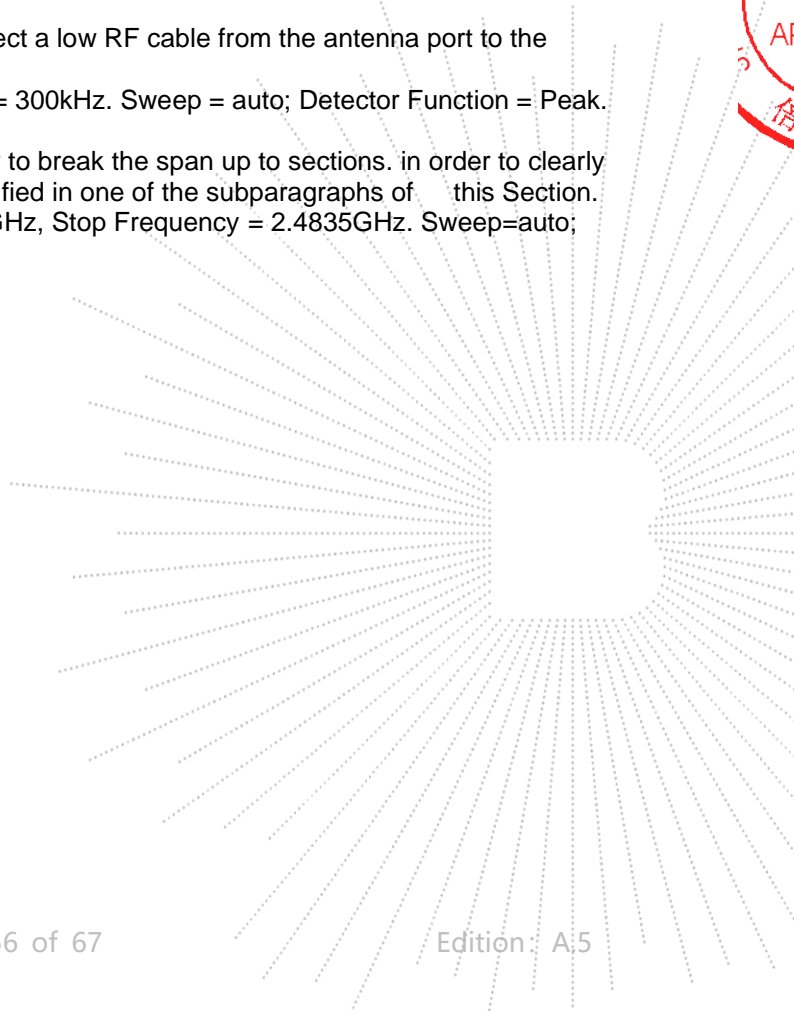 ect a low RF cable from the antenna port to the
= 300kHz. Sweep = auto; Detector Function = Peak.
to break the span up to sections. in order to clearly
fied in one of the subparagraphs of this Section.
GHz, Stop Frequency = 2.4835GHz. Sweep=auto;
6 of 67 Edition: A.5